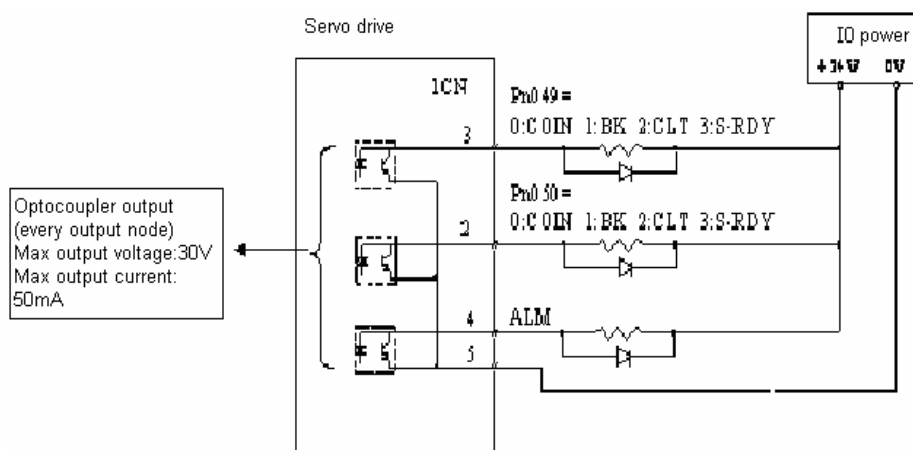 Servo drive
IO power
+24V 0V
1CN
Pn049=
3
0:COIN 1:BK 2:CLT 3:S-RDY
Pn050=
2
0:COIN 1:BK 2:CLT 3:S-RDY
Optocoupler output
(every output node)
Max output voltage:30V
Max output current:
50mA
4
ALM
5